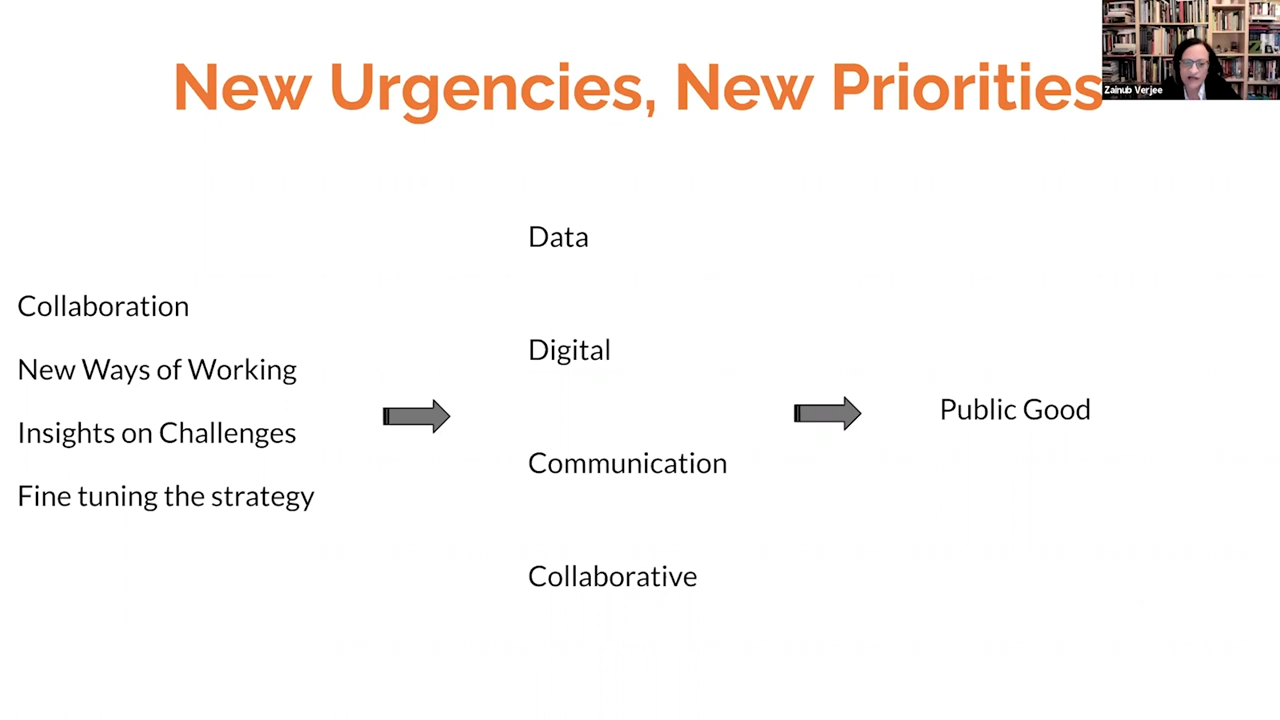 New Urgencies, New Priorities
Zainub Verjee
Collaboration
New Ways of Working
Insights on Challenges
Fine tuning the strategy
Data
Digital
Communication
Collaborative
Public Good